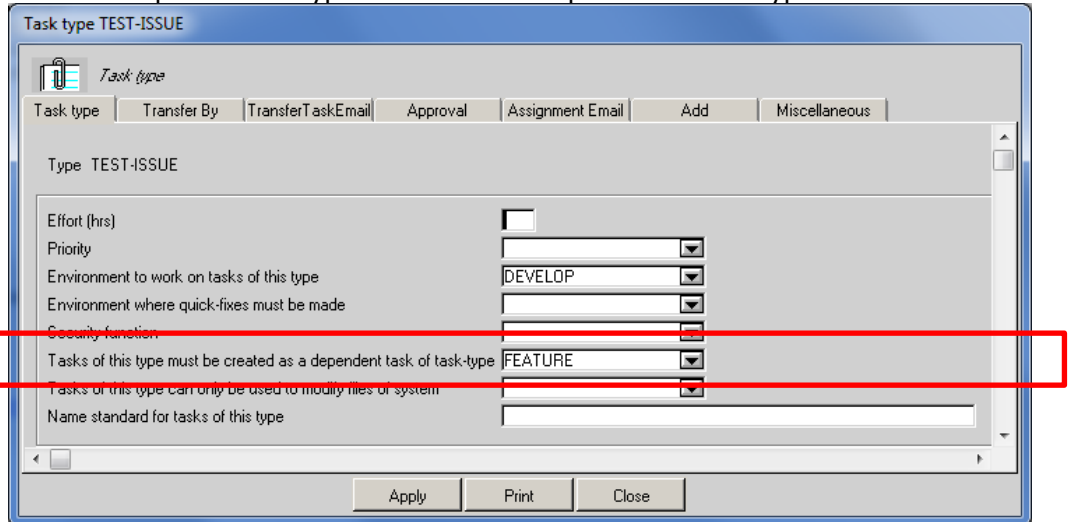 Task type TEST-ISSUE
Task type
Task type Transfer By TransferTaskEmail Approval Assignment Email Add Miscellaneous
Type TEST-ISSUE
Effort (hrs)
Priority
Environment to work on tasks of this type DEVELOP
Environment where quick-fixes must be made
Security function
Tasks of this type must be created as a dependent task of task-type FEATURE
Tasks of this type can only be used to modify files of system
Name standard for tasks of this type
Apply Print Close